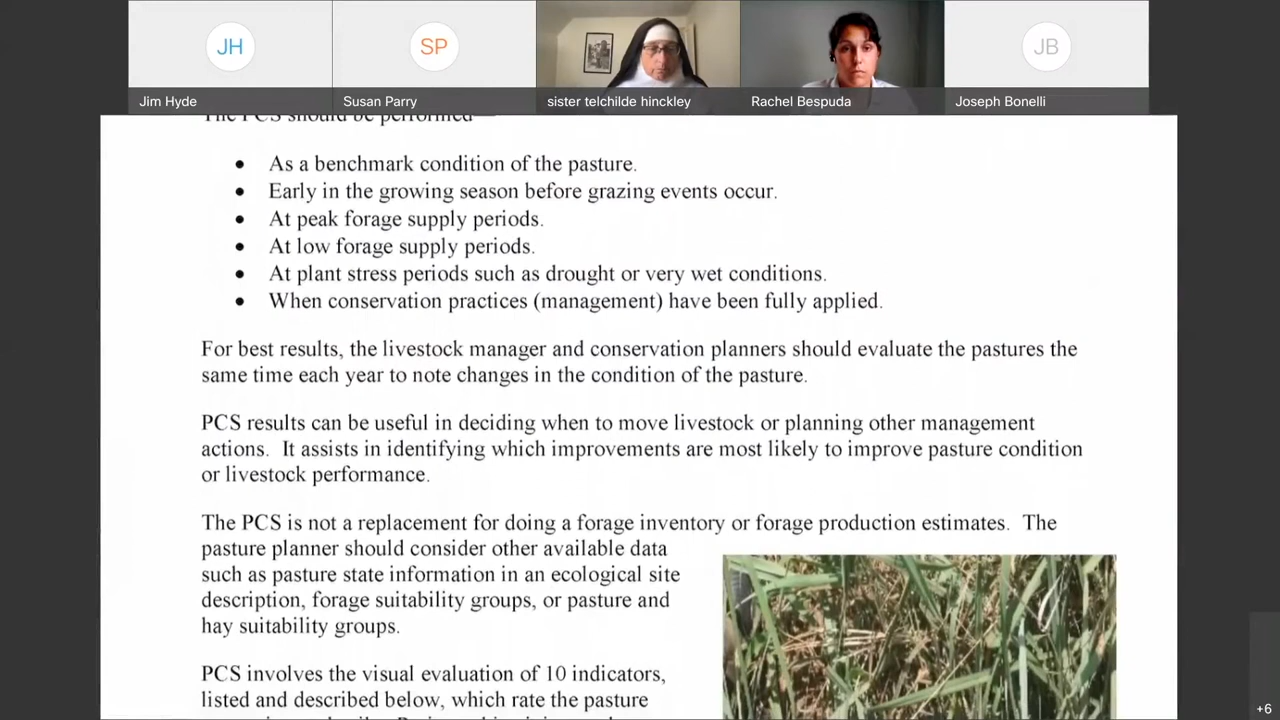 JH
SP
JB
Jim Hyde
Susan Parry
sister telchilde hinckley
Rachel Bespuda
Joseph Bonelli
The PCS should be performed
• As a benchmark condition of the pasture.
• Early in the growing season before grazing events occur.
• At peak forage supply periods.
• At low forage supply periods.
• At plant stress periods such as drought or very wet conditions.
• When conservation practices (management) have been fully applied.
For best results, the livestock manager and conservation planners should evaluate the pastures the
same time each year to note changes in the condition of the pasture.
PCS results can be useful in deciding when to move livestock or planning other management
actions.  It assists in identifying which improvements are most likely to improve pasture condition
or livestock performance.
The PCS is not a replacement for doing a forage inventory or forage production estimates.  The
pasture planner should consider other available data
such as pasture state information in an ecological site
description, forage suitability groups, or pasture and
hay suitability groups.
PCS involves the visual evaluation of 10 indicators,
listed and described below, which rate the pasture
+6